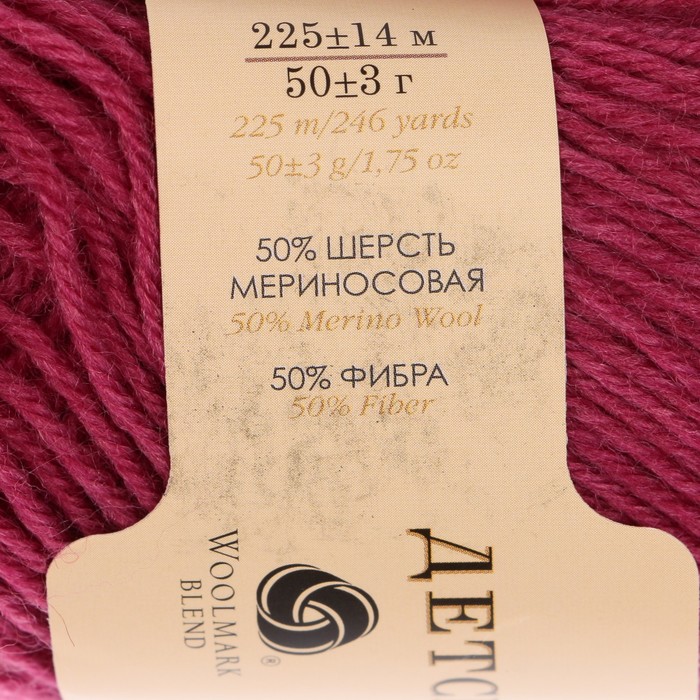 225±14 м
50±3 г
225 m/246 yards
50±3 g/1,75 oz
50% ШЕРСТЬ
МЕРИНОСОВАЯ
50% Merino Wool
50% ФИБРА
50% Fiber
WOOLMARK
BLEND
®
ДЕТС